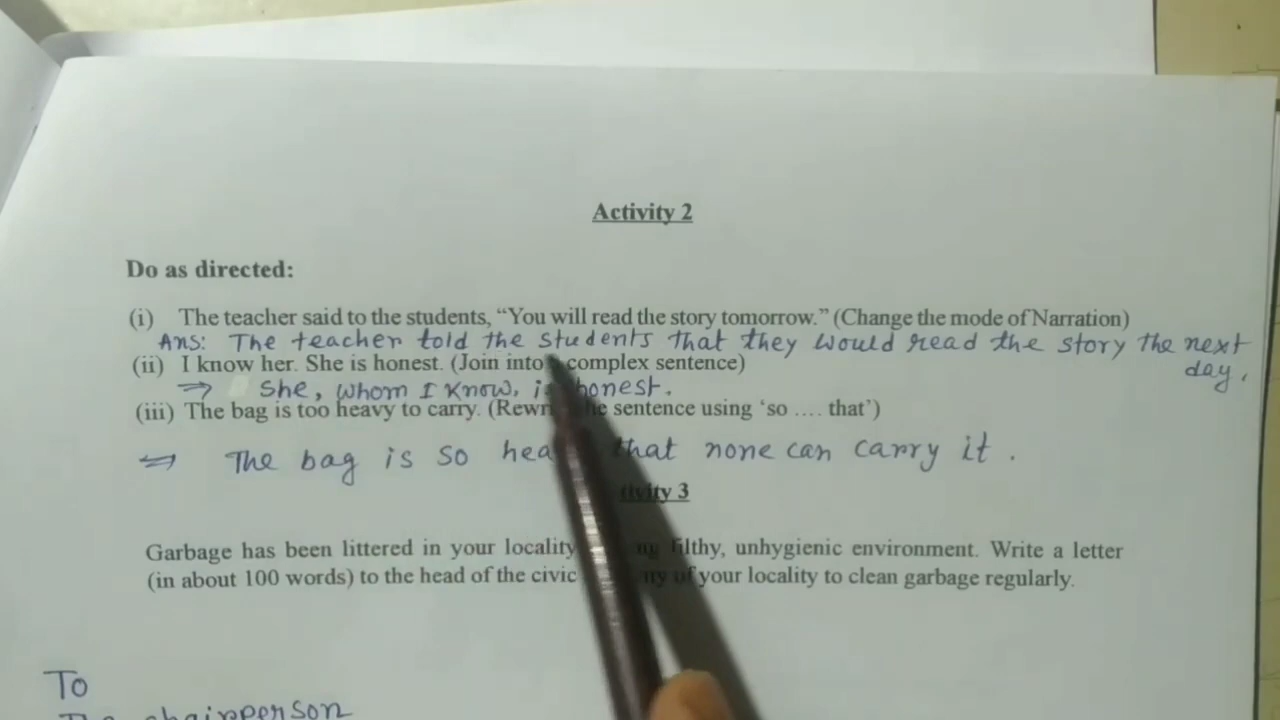 Activity 2
Do as directed:
(i) The teacher said to the students, “You will read the story tomorrow.” (Change the mode of Narration)
Ans: The teacher told the students that they would read the story the next
day.
(ii) I know her. She is honest. (Join into complex sentence)
⇒ She, whom I know, is honest.
(iii) The bag is too heavy to carry. (Rewrite the sentence using ‘so .... that’)
⇒ The bag is so that none can carry it.
3
Garbage has been littered in your locality filthy, unhygienic environment. Write a letter
(in about 100 words) to the head of the civic of your locality to clean garbage regularly.
To
chairperson